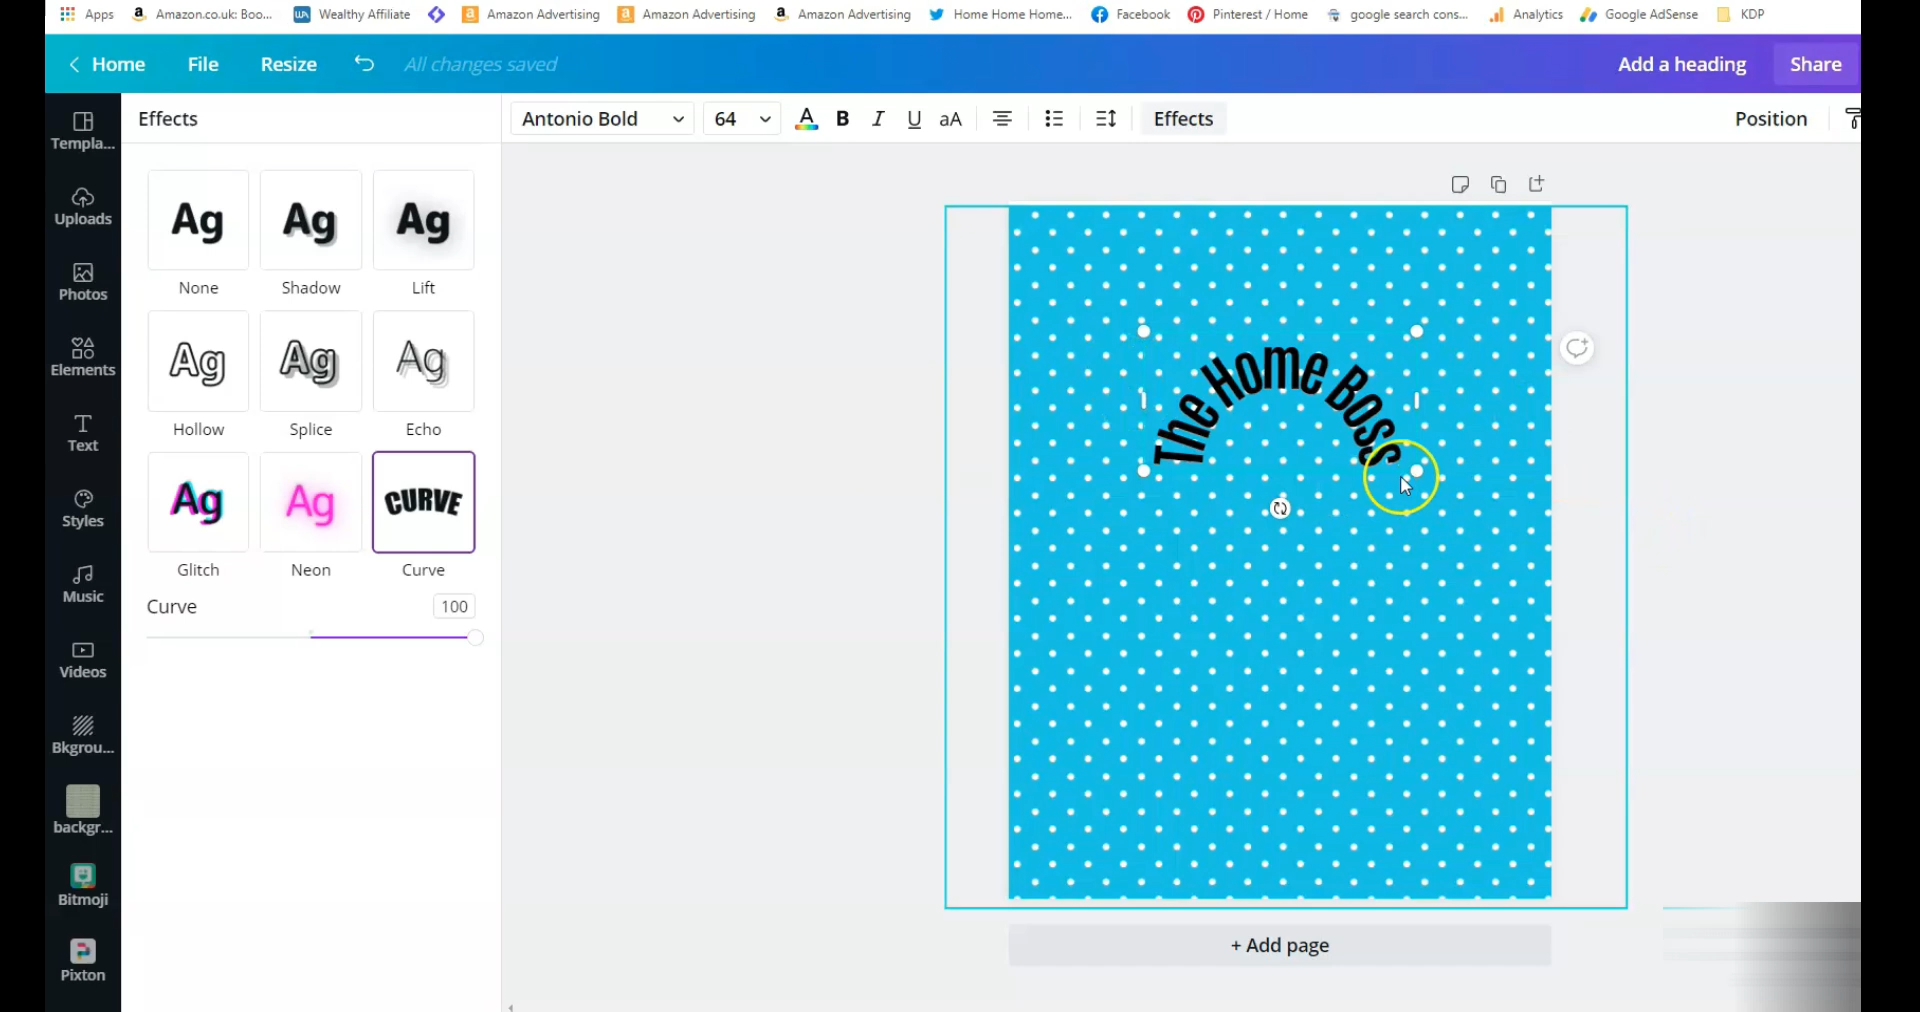 Apps Amazon.co.uk: Boo... Wealthy Affiliate Amazon Advertising Amazon Advertising Amazon Advertising Home Home Home... Facebook Pinterest / Home google search cons... Analytics Google AdSense KDP
Home File Resize All changes saved Add a heading Share
Effects Antonio Bold 64 A B I U aA Effects Position
Templa...
Uploads
Photos
Elements
Text
Styles
Music
Videos
Bkgrou...
backgr...
Bitmoji
Pixton
Ag Ag Ag
None Shadow Lift
Ag Ag Ag
Hollow Splice Echo
Ag Ag CURVE
Glitch Neon Curve
Curve 100
The Home Boss
+ Add page